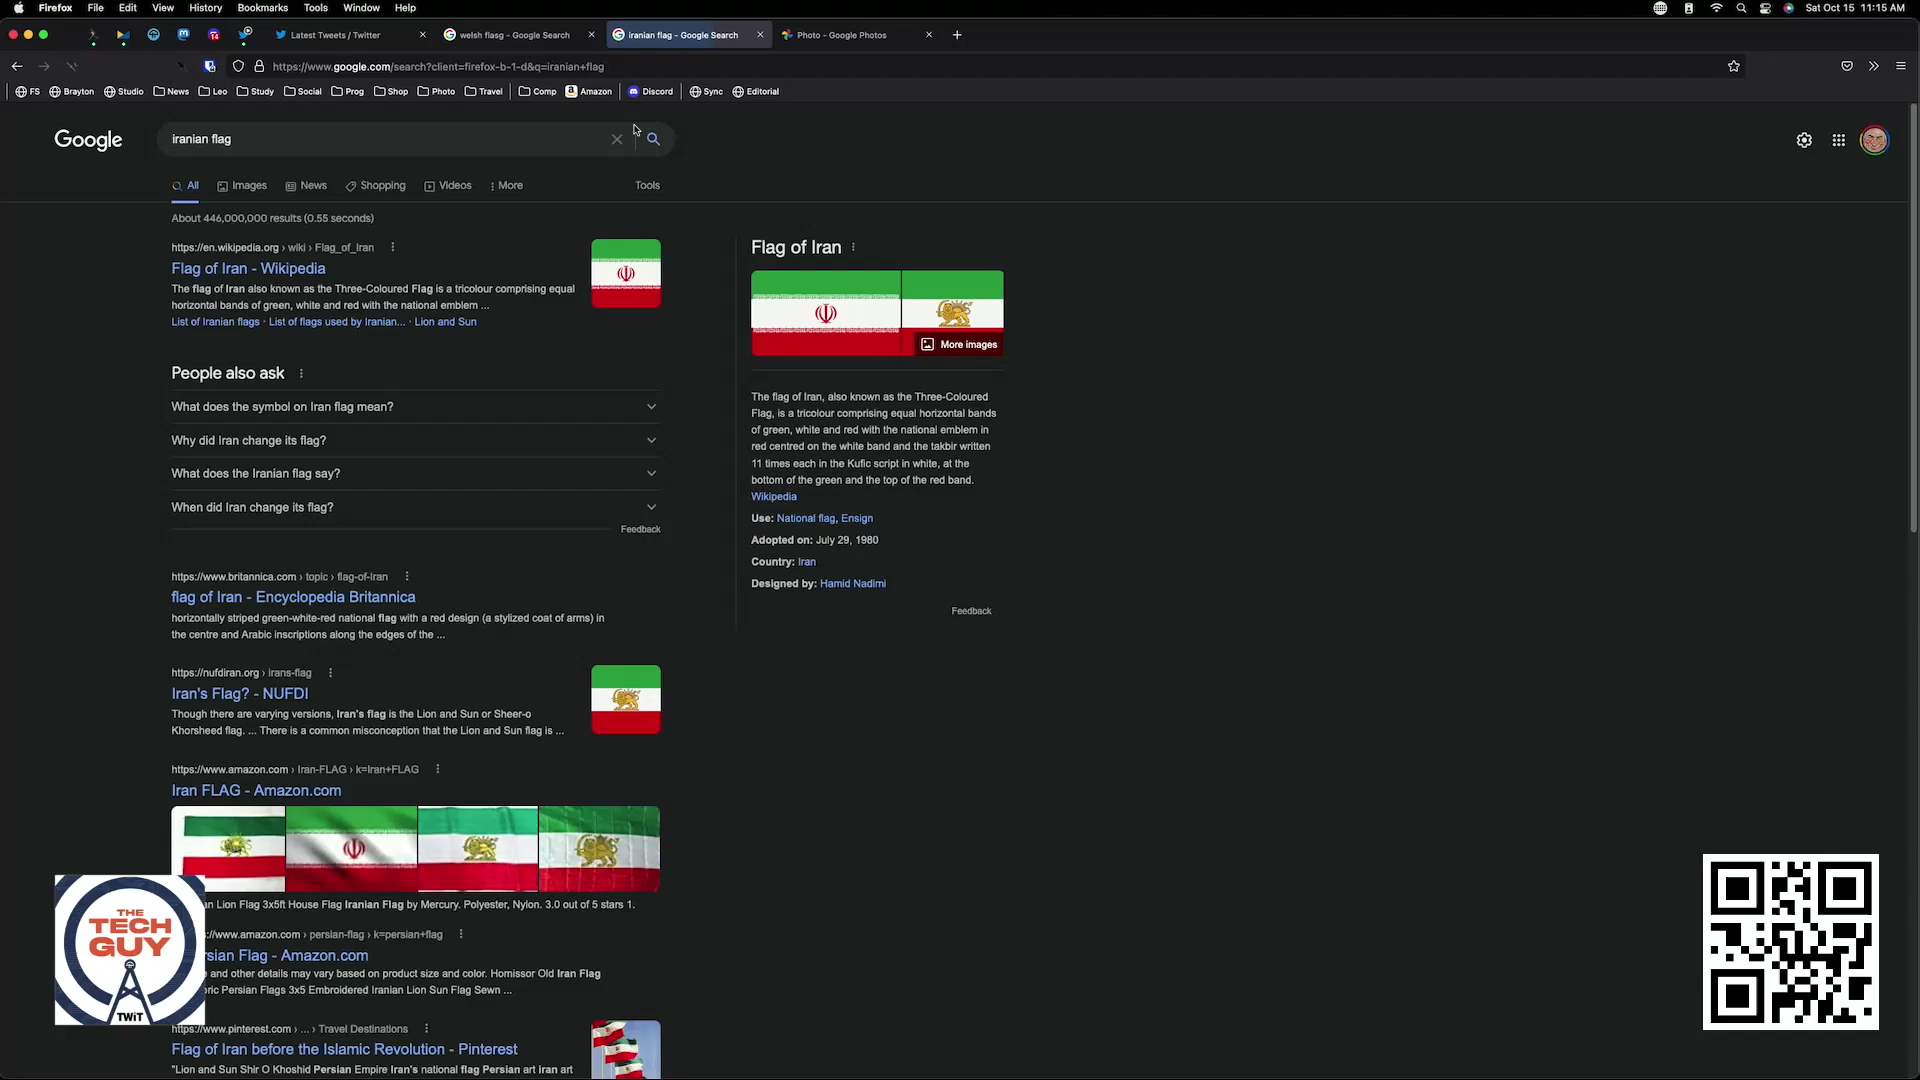 Firefox File Edit View History Bookmarks Tools Window Help Sat Oct 15 11:15 AM
14
Latest Tweets / Twitter welsh flasg - Google Search iranian flag - Google Search Photo - Google Photos
https://www.google.com/search?client=firefox-b-1-d&q=iranian+flag
FS Brayton Studio News Leo Study Social Prog Shop Photo Travel Comp Amazon Discord Sync Editorial
Google iranian flag
All Images News Shopping Videos More Tools
About 446,000,000 results (0.55 seconds)
https://en.wikipedia.org › wiki › Flag_of_Iran
Flag of Iran - Wikipedia
The flag of Iran also known as the Three-Coloured Flag is a tricolour comprising equal
horizontal bands of green, white and red with the national emblem ...
List of Iranian flags · List of flags used by Iranian... · Lion and Sun
People also ask
What does the symbol on Iran flag mean?
Why did Iran change its flag?
What does the Iranian flag say?
When did Iran change its flag?
Feedback
https://www.britannica.com › topic › flag-of-Iran
flag of Iran - Encyclopedia Britannica
horizontally striped green-white-red national flag with a red design (a stylized coat of arms) in
the centre and Arabic inscriptions along the edges of the ...
https://nufdiran.org › irans-flag
Iran's Flag? - NUFDI
Though there are varying versions, Iran's flag is the Lion and Sun or Sheer-o
Khorsheed flag. ... There is a common misconception that the Lion and Sun flag is ...
https://www.amazon.com › Iran-FLAG › k=Iran+FLAG
Iran FLAG - Amazon.com
an Lion Flag 3x5ft House Flag Iranian Flag by Mercury. Polyester, Nylon. 3.0 out of 5 stars 1.
://www.amazon.com › persian-flag › k=persian+flag
rsian Flag - Amazon.com
e and other details may vary based on product size and color. Homissor Old Iran Flag
oric Persian Flags 3x5 Embroidered Iranian Lion Sun Flag Sewn ...
https://www.pinterest.com › ... › Travel Destinations
Flag of Iran before the Islamic Revolution - Pinterest
"Lion and Sun Shir O Khoshid Persian Empire Iran's national flag Persian art Iran art
Flag of Iran
More images
The flag of Iran, also known as the Three-Coloured
Flag, is a tricolour comprising equal horizontal bands
of green, white and red with the national emblem in
red centred on the white band and the takbir written
11 times each in the Kufic script in white, at the
bottom of the green and the top of the red band.
Wikipedia
Use: National flag, Ensign
Adopted on: July 29, 1980
Country: Iran
Designed by: Hamid Nadimi
Feedback
THE
TECH
GUY
TWiT